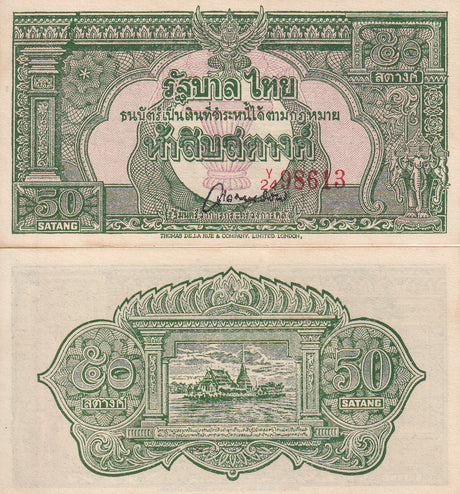 ๕๐
สตางค์
รัฐบาลไทย
ธนบัตร์เป็นเงินที่ชำระหนี้ได้ตามกฎหมาย
ห้าสิบสตางค์
Y/24 98613
50
SATANG
THOMAS DE LA RUE & COMPANY, LIMITED, LONDON,
๕๐
สตางค์
50
SATANG